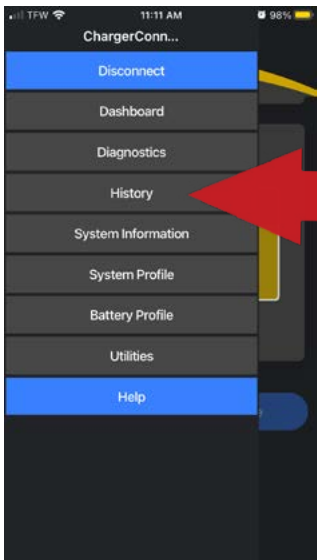 TFW 11:11 AM 98%
ChargerConn...
Disconnect
Dashboard
Diagnostics
History
System Information
System Profile
Battery Profile
Utilities
Help